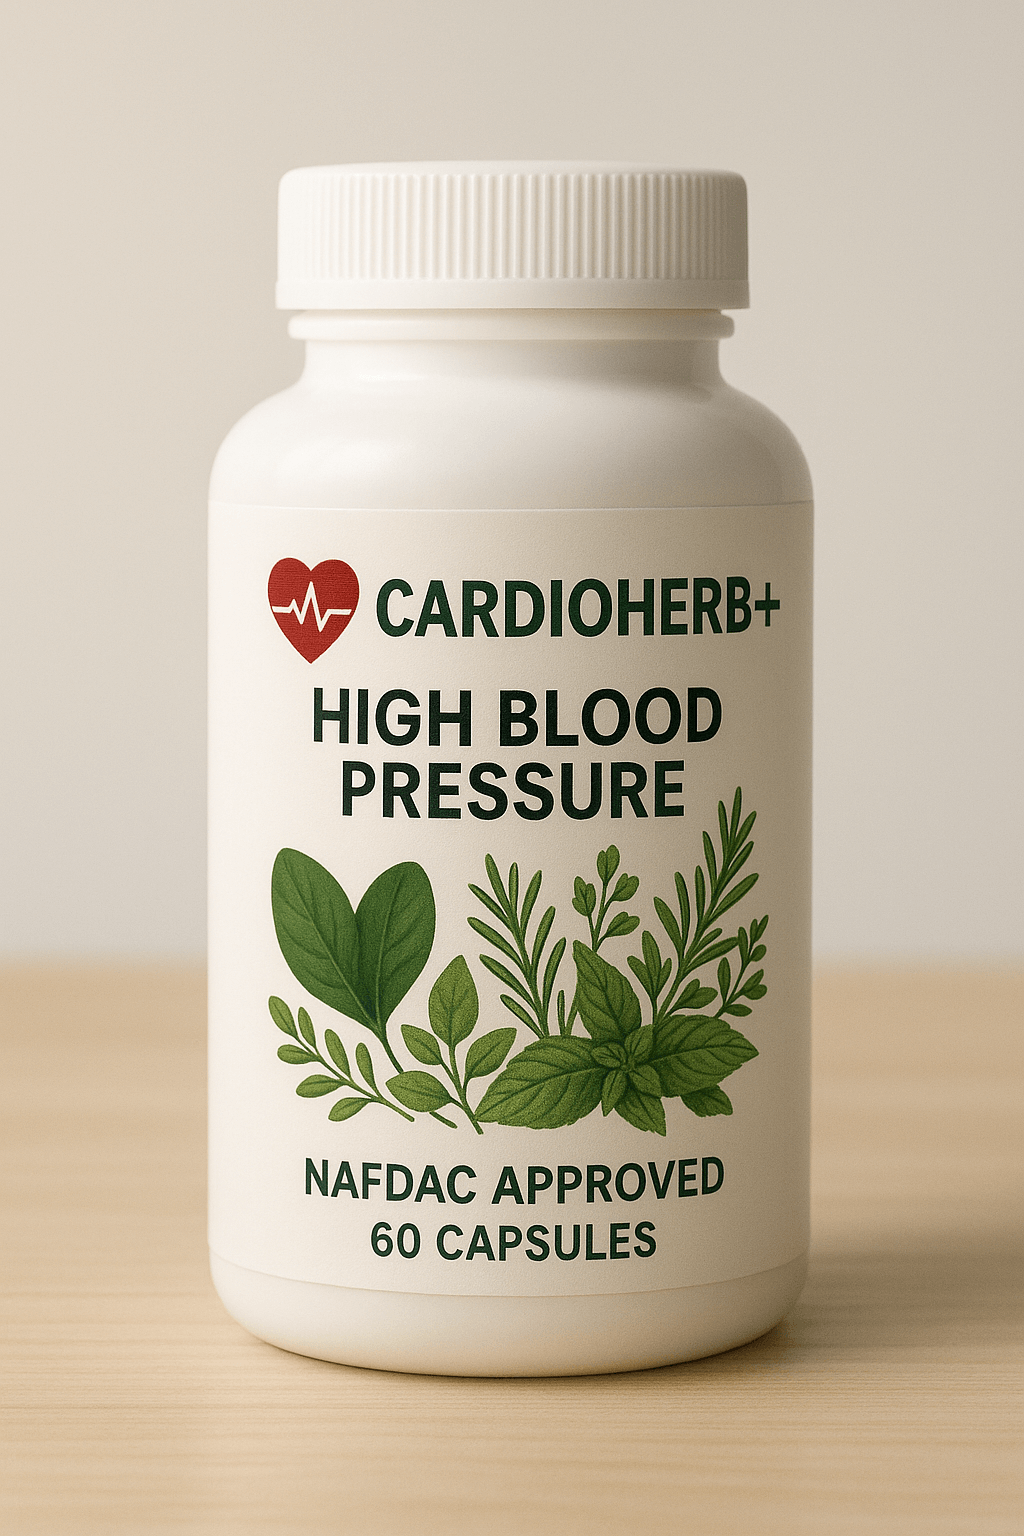 CARDIOHERB+
HIGH BLOOD
PRESSURE
NAFDAC APPROVED
60 CAPSULES